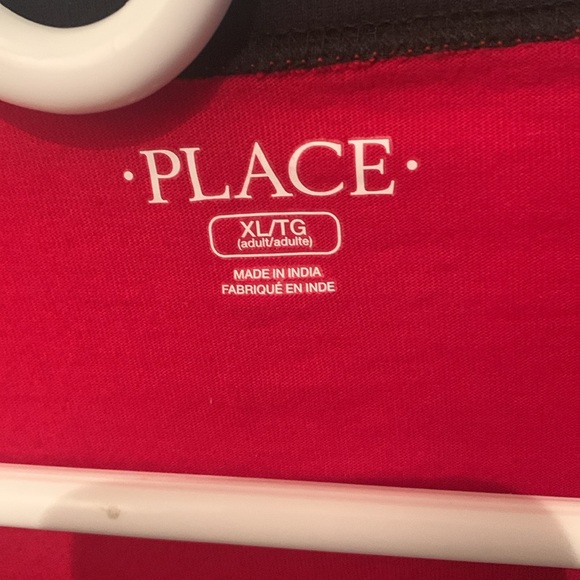 ·PLACE·
XL/TG
(adult/adulte)
MADE IN INDIA
FABRIQUÉ EN INDE